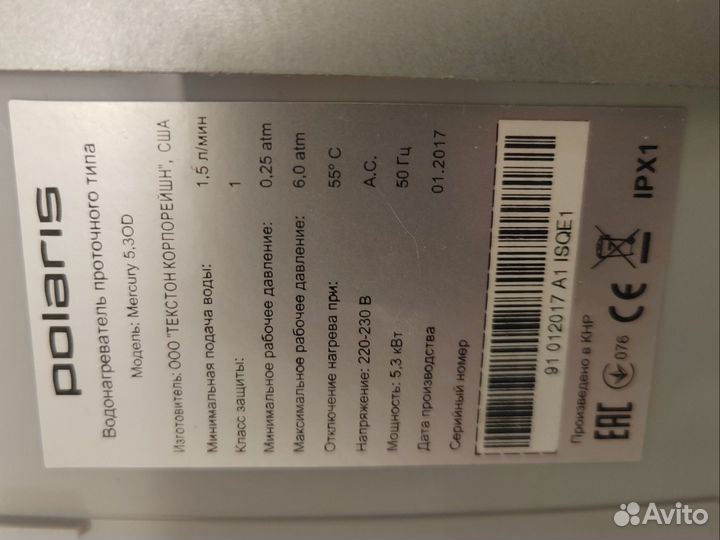 polaris
Водонагреватель проточного типа
Модель: Mercury 5,3OD
Изготовитель: ООО "ТЕКСТОН КОРПОРЕЙШН", США
Минимальная подача воды: 1,5 л/мин
Класс защиты: 1
Минимальное рабочее давление: 0,25 atm
Максимальное рабочее давление: 6,0 atm
Отключение нагрева при: 55° C
Напряжение: 220-230 В A.C.
Мощность: 5,3 кВт 50 Гц
Дата производства 01.2017
Серийный номер
91 012017 A1 ISQE1
Произведено в КНР
EAC 076 CE IPX1
Avito